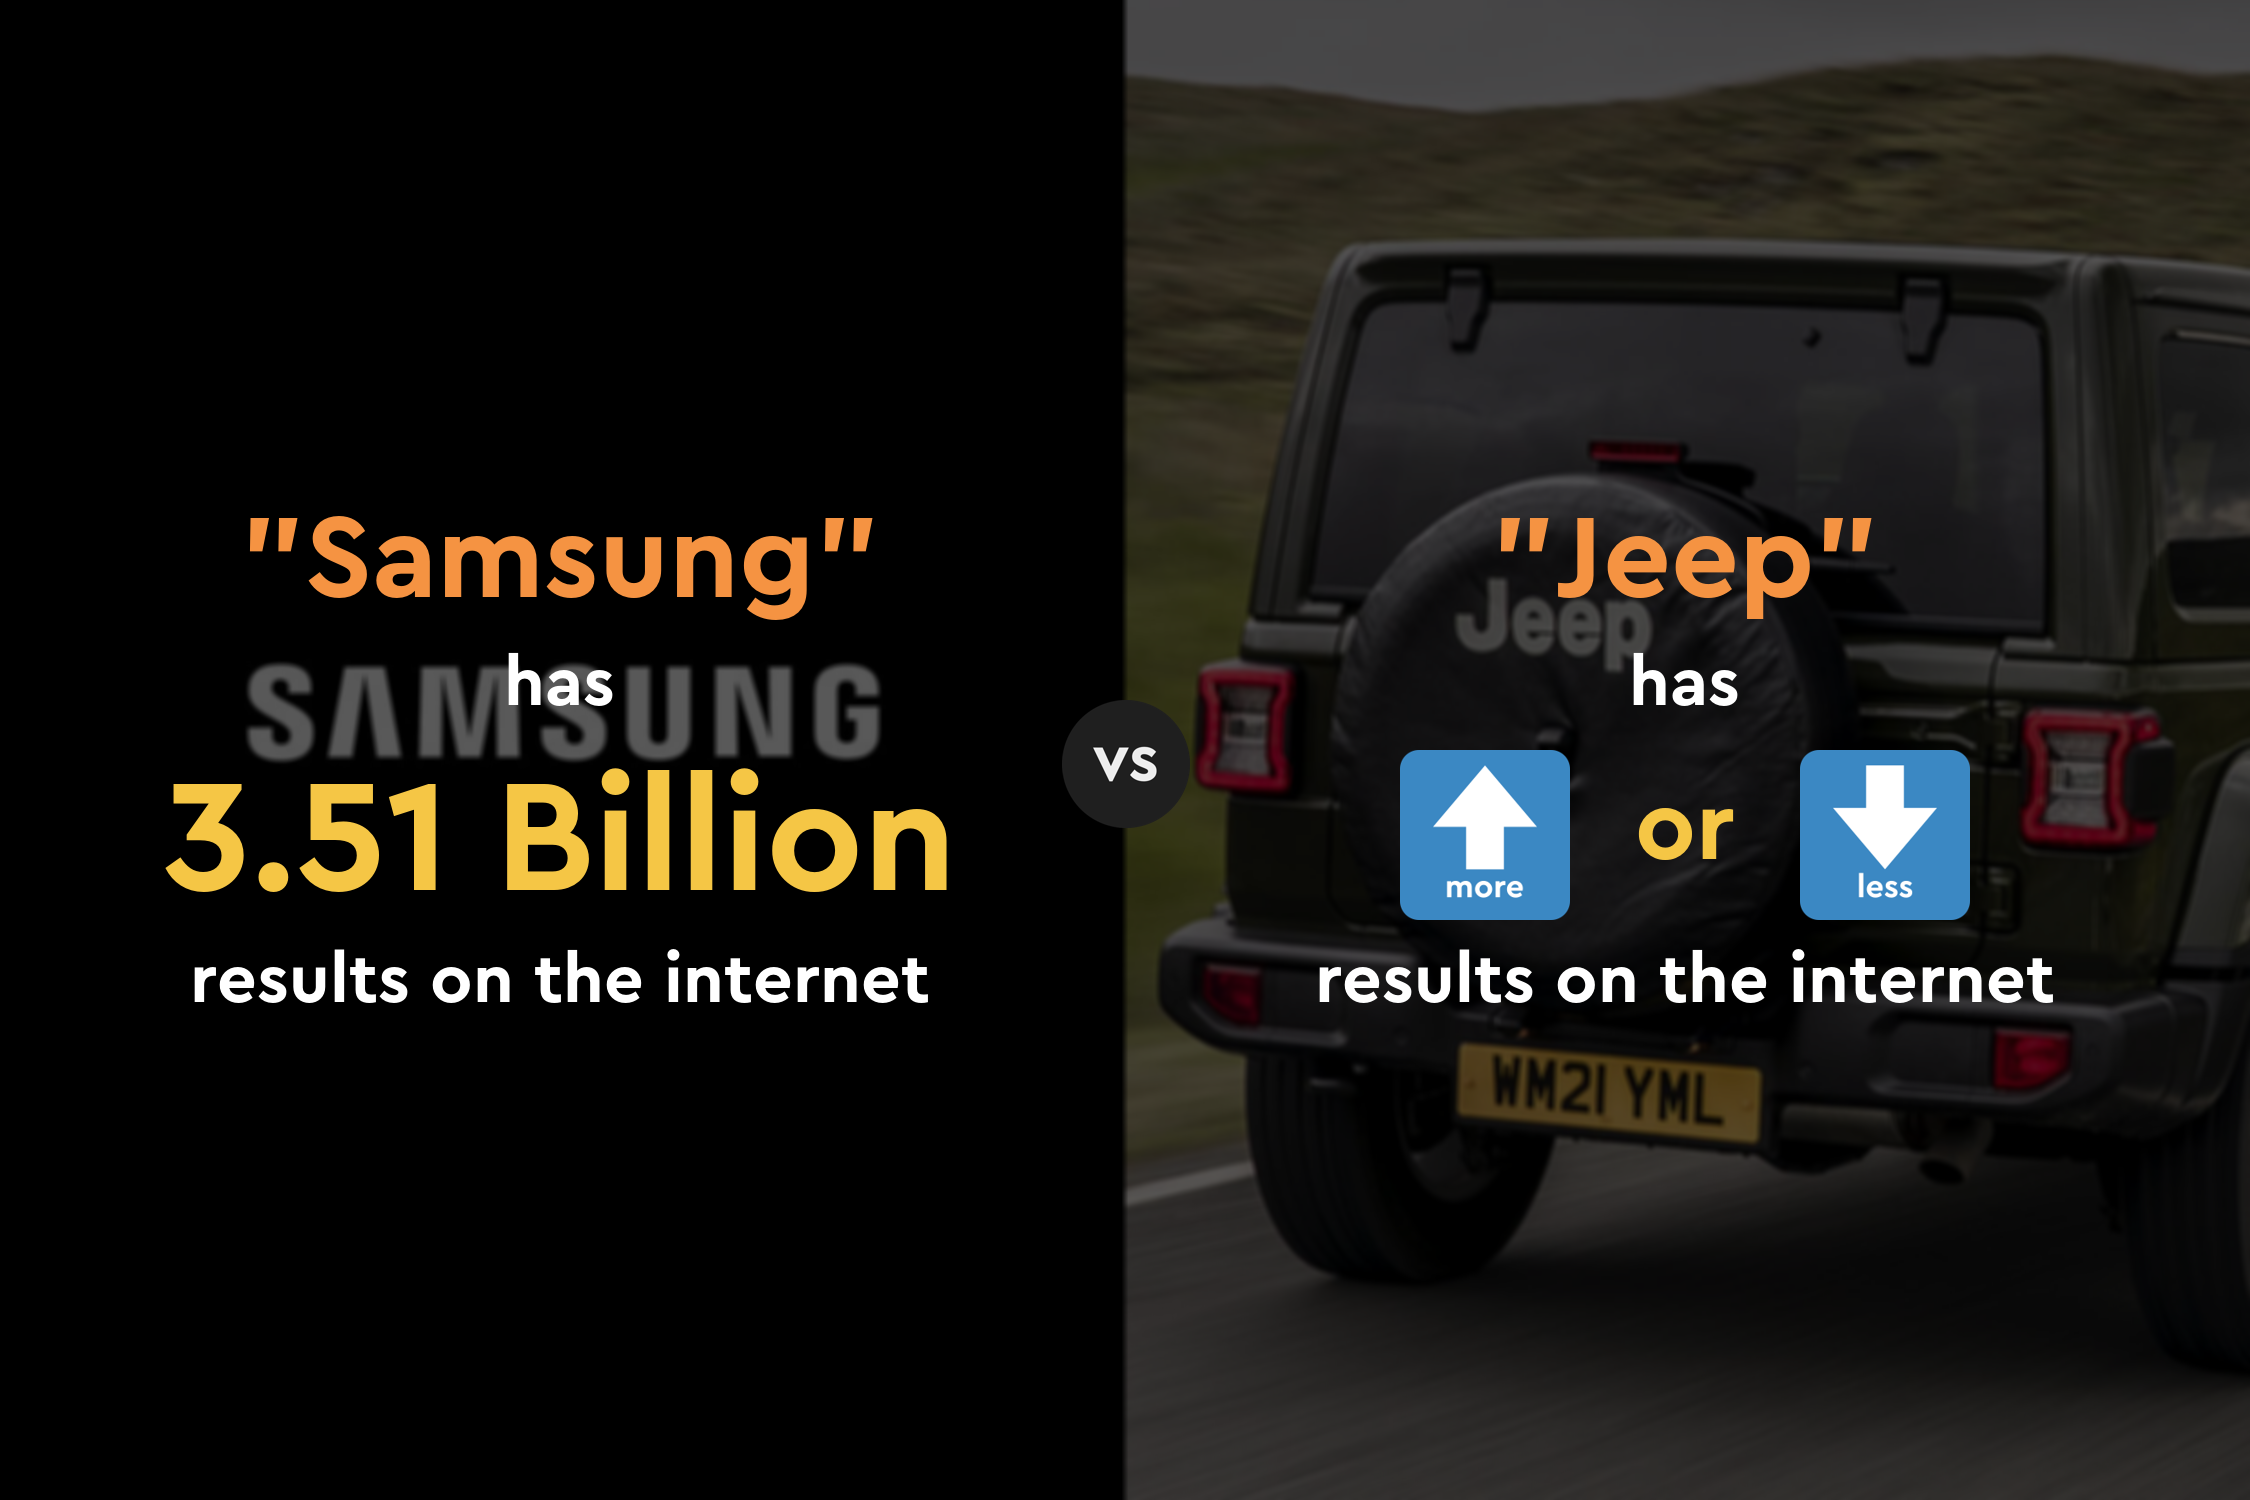 "Samsung"
has
SAMSUNG
3.51 Billion
results on the internet
vs
"Jeep"
Jeep
has
more
or
less
results on the internet
WM21 YML